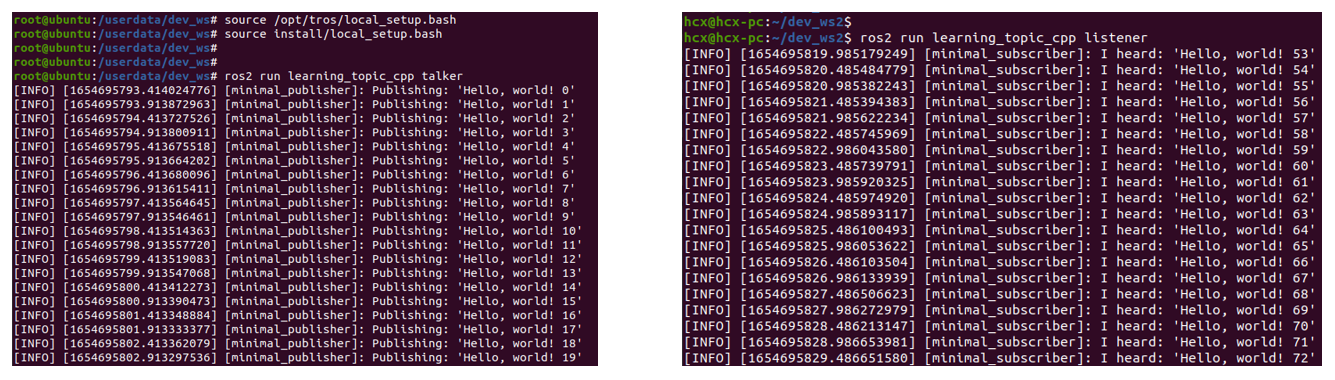 root@ubuntu:/userdata/dev_ws# source /opt/tros/local_setup.bash
root@ubuntu:/userdata/dev_ws# source install/local_setup.bash
root@ubuntu:/userdata/dev_ws#
root@ubuntu:/userdata/dev_ws#
root@ubuntu:/userdata/dev_ws# ros2 run learning_topic_cpp talker
[INFO] [1654695793.414024776] [minimal_publisher]: Publishing: 'Hello, world! 0'
[INFO] [1654695793.913872963] [minimal_publisher]: Publishing: 'Hello, world! 1'
[INFO] [1654695794.413727526] [minimal_publisher]: Publishing: 'Hello, world! 2'
[INFO] [1654695794.913800911] [minimal_publisher]: Publishing: 'Hello, world! 3'
[INFO] [1654695795.413675518] [minimal_publisher]: Publishing: 'Hello, world! 4'
[INFO] [1654695795.913664202] [minimal_publisher]: Publishing: 'Hello, world! 5'
[INFO] [1654695796.413680096] [minimal_publisher]: Publishing: 'Hello, world! 6'
[INFO] [1654695796.913615411] [minimal_publisher]: Publishing: 'Hello, world! 7'
[INFO] [1654695797.413564645] [minimal_publisher]: Publishing: 'Hello, world! 8'
[INFO] [1654695797.913546461] [minimal_publisher]: Publishing: 'Hello, world! 9'
[INFO] [1654695798.413514363] [minimal_publisher]: Publishing: 'Hello, world! 10'
[INFO] [1654695798.913557720] [minimal_publisher]: Publishing: 'Hello, world! 11'
[INFO] [1654695799.413519083] [minimal_publisher]: Publishing: 'Hello, world! 12'
[INFO] [1654695799.913547068] [minimal_publisher]: Publishing: 'Hello, world! 13'
[INFO] [1654695800.413412273] [minimal_publisher]: Publishing: 'Hello, world! 14'
[INFO] [1654695800.913390473] [minimal_publisher]: Publishing: 'Hello, world! 15'
[INFO] [1654695801.413348884] [minimal_publisher]: Publishing: 'Hello, world! 16'
[INFO] [1654695801.913333377] [minimal_publisher]: Publishing: 'Hello, world! 17'
[INFO] [1654695802.413362079] [minimal_publisher]: Publishing: 'Hello, world! 18'
[INFO] [1654695802.913297536] [minimal_publisher]: Publishing: 'Hello, world! 19'
hcx@hcx-pc:~/dev_ws2$
hcx@hcx-pc:~/dev_ws2$ ros2 run learning_topic_cpp listener
[INFO] [1654695819.985179249] [minimal_subscriber]: I heard: 'Hello, world! 53'
[INFO] [1654695820.485484779] [minimal_subscriber]: I heard: 'Hello, world! 54'
[INFO] [1654695820.985382243] [minimal_subscriber]: I heard: 'Hello, world! 55'
[INFO] [1654695821.485394383] [minimal_subscriber]: I heard: 'Hello, world! 56'
[INFO] [1654695821.985622234] [minimal_subscriber]: I heard: 'Hello, world! 57'
[INFO] [1654695822.485745969] [minimal_subscriber]: I heard: 'Hello, world! 58'
[INFO] [1654695822.986043580] [minimal_subscriber]: I heard: 'Hello, world! 59'
[INFO] [1654695823.485739791] [minimal_subscriber]: I heard: 'Hello, world! 60'
[INFO] [1654695823.985920325] [minimal_subscriber]: I heard: 'Hello, world! 61'
[INFO] [1654695824.485974920] [minimal_subscriber]: I heard: 'Hello, world! 62'
[INFO] [1654695824.985893117] [minimal_subscriber]: I heard: 'Hello, world! 63'
[INFO] [1654695825.486100493] [minimal_subscriber]: I heard: 'Hello, world! 64'
[INFO] [1654695825.986053622] [minimal_subscriber]: I heard: 'Hello, world! 65'
[INFO] [1654695826.486103504] [minimal_subscriber]: I heard: 'Hello, world! 66'
[INFO] [1654695826.986133939] [minimal_subscriber]: I heard: 'Hello, world! 67'
[INFO] [1654695827.486506623] [minimal_subscriber]: I heard: 'Hello, world! 68'
[INFO] [1654695827.986272979] [minimal_subscriber]: I heard: 'Hello, world! 69'
[INFO] [1654695828.486213147] [minimal_subscriber]: I heard: 'Hello, world! 70'
[INFO] [1654695828.986653981] [minimal_subscriber]: I heard: 'Hello, world! 71'
[INFO] [1654695829.486651580] [minimal_subscriber]: I heard: 'Hello, world! 72'